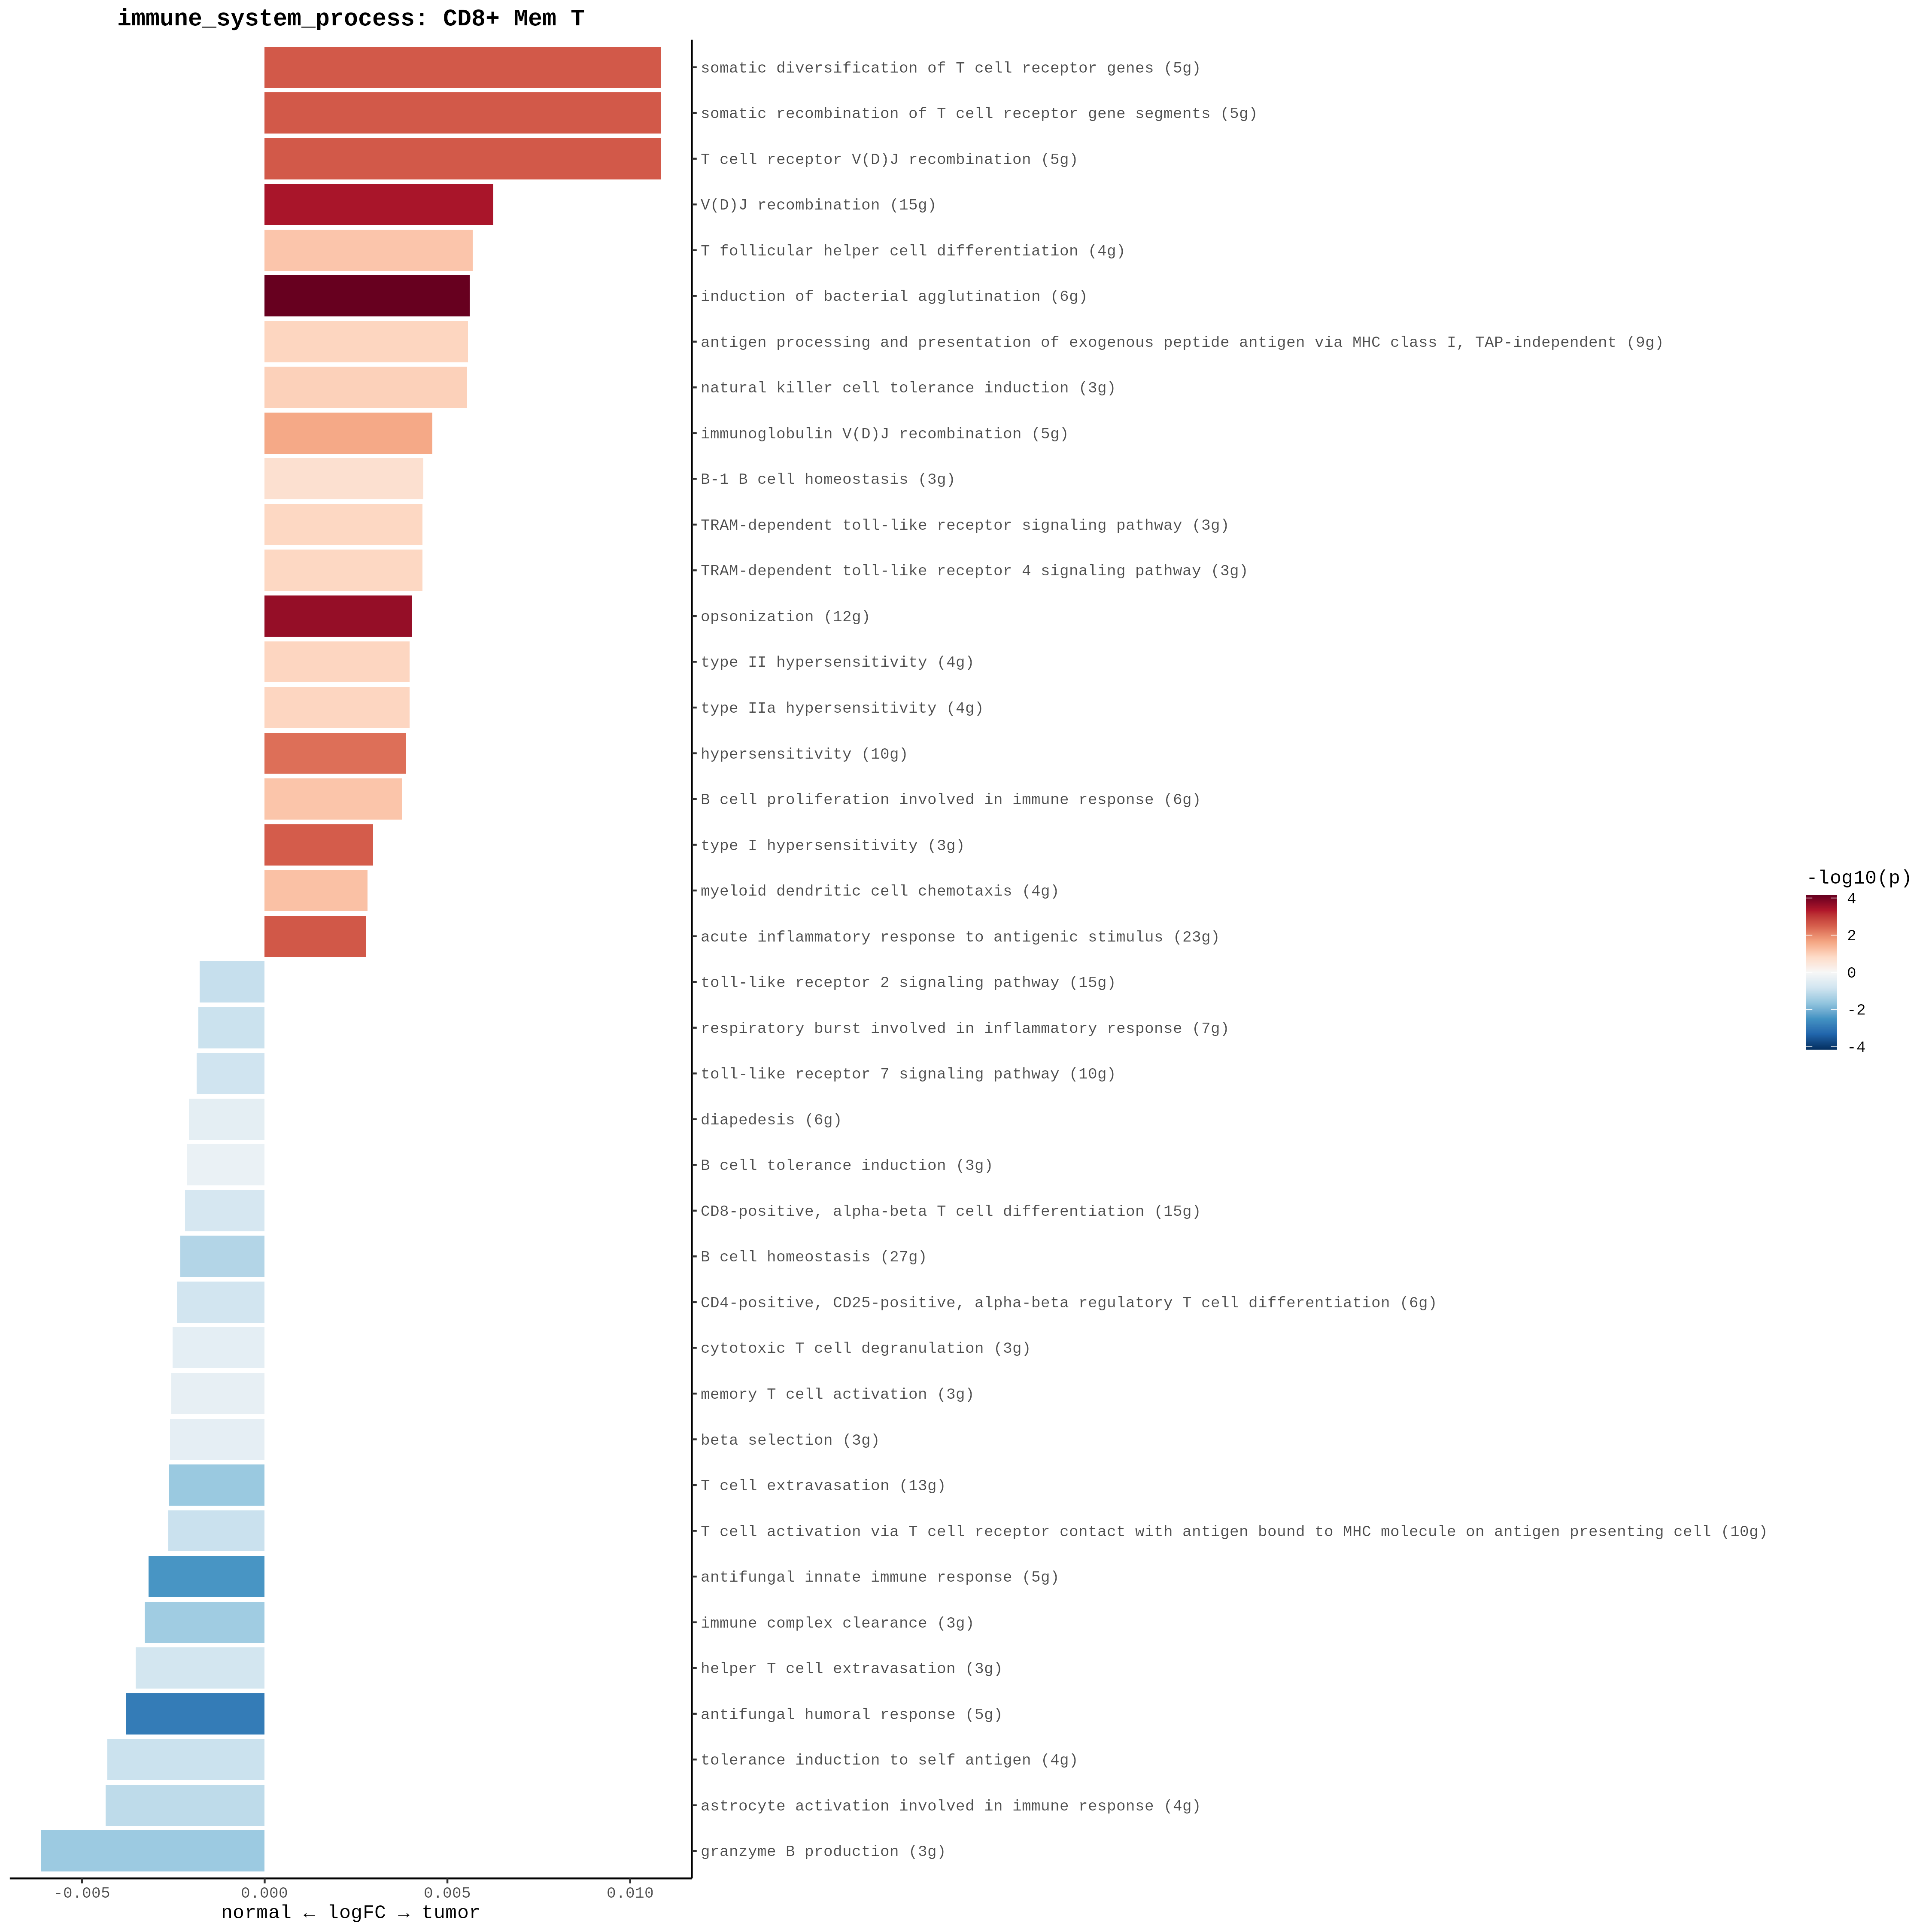 immune_system_process: CD8+ Mem T
somatic diversification of T cell receptor genes (5g)
somatic recombination of T cell receptor gene segments (5g)
T cell receptor V(D)J recombination (5g)
V(D)J recombination (15g)
T follicular helper cell differentiation (4g)
induction of bacterial agglutination (6g)
antigen processing and presentation of exogenous peptide antigen via MHC class I, TAP-independent (9g)
natural killer cell tolerance induction (3g)
immunoglobulin V(D)J recombination (5g)
B-1 B cell homeostasis (3g)
TRAM-dependent toll-like receptor signaling pathway (3g)
TRAM-dependent toll-like receptor 4 signaling pathway (3g)
opsonization (12g)
type II hypersensitivity (4g)
type IIa hypersensitivity (4g)
hypersensitivity (10g)
B cell proliferation involved in immune response (6g)
type I hypersensitivity (3g)
myeloid dendritic cell chemotaxis (4g)
acute inflammatory response to antigenic stimulus (23g)
toll-like receptor 2 signaling pathway (15g)
respiratory burst involved in inflammatory response (7g)
toll-like receptor 7 signaling pathway (10g)
diapedesis (6g)
B cell tolerance induction (3g)
CD8-positive, alpha-beta T cell differentiation (15g)
B cell homeostasis (27g)
CD4-positive, CD25-positive, alpha-beta regulatory T cell differentiation (6g)
cytotoxic T cell degranulation (3g)
memory T cell activation (3g)
beta selection (3g)
T cell extravasation (13g)
T cell activation via T cell receptor contact with antigen bound to MHC molecule on antigen presenting cell (10g)
antifungal innate immune response (5g)
immune complex clearance (3g)
helper T cell extravasation (3g)
antifungal humoral response (5g)
tolerance induction to self antigen (4g)
astrocyte activation involved in immune response (4g)
granzyme B production (3g)
-0.005 0.000 0.005 0.010
normal ← logFC → tumor
-log10(p)
4
2
0
-2
-4